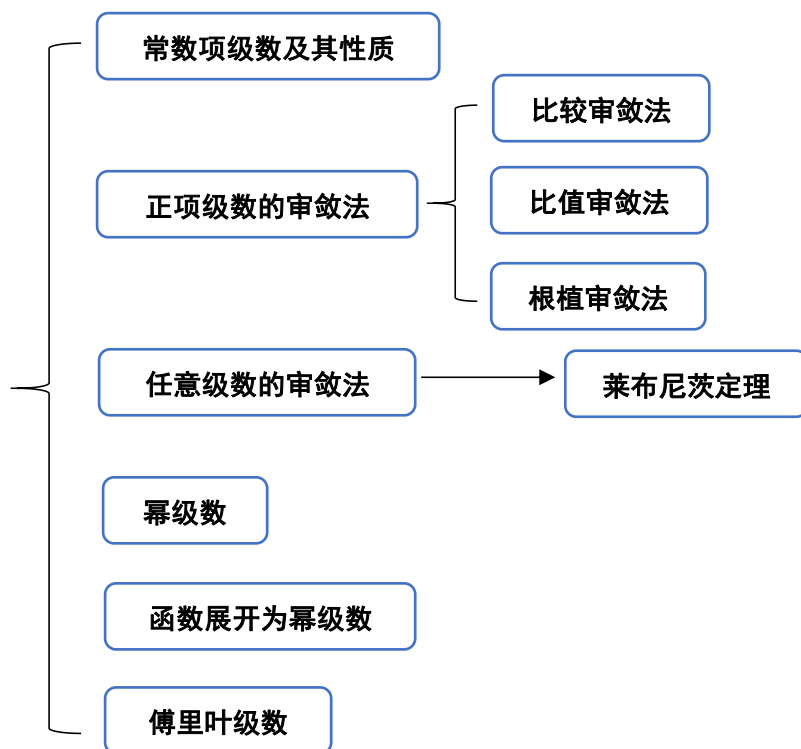 常数项级数及其性质
正项级数的审敛法
比较审敛法
比值审敛法
根植审敛法
任意级数的审敛法
莱布尼茨定理
幂级数
函数展开为幂级数
傅里叶级数